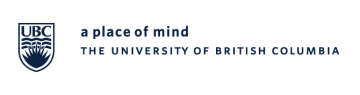 UBC
a place of mind
THE UNIVERSITY OF BRITISH COLUMBIA